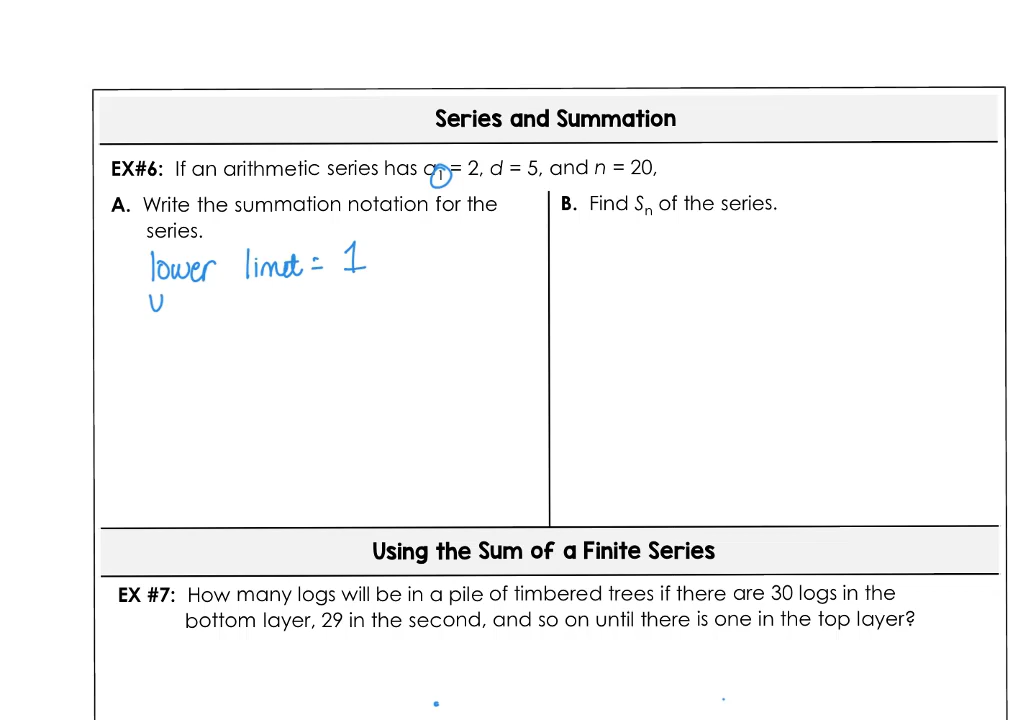 Series and Summation
EX#6: If an arithmetic series has a₁ = 2, d = 5, and n = 20,
A. Write the summation notation for the
series.
lower limit = 1
U
B. Find Sₙ of the series.
Using the Sum of a Finite Series
EX #7: How many logs will be in a pile of timbered trees if there are 30 logs in the
bottom layer, 29 in the second, and so on until there is one in the top layer?